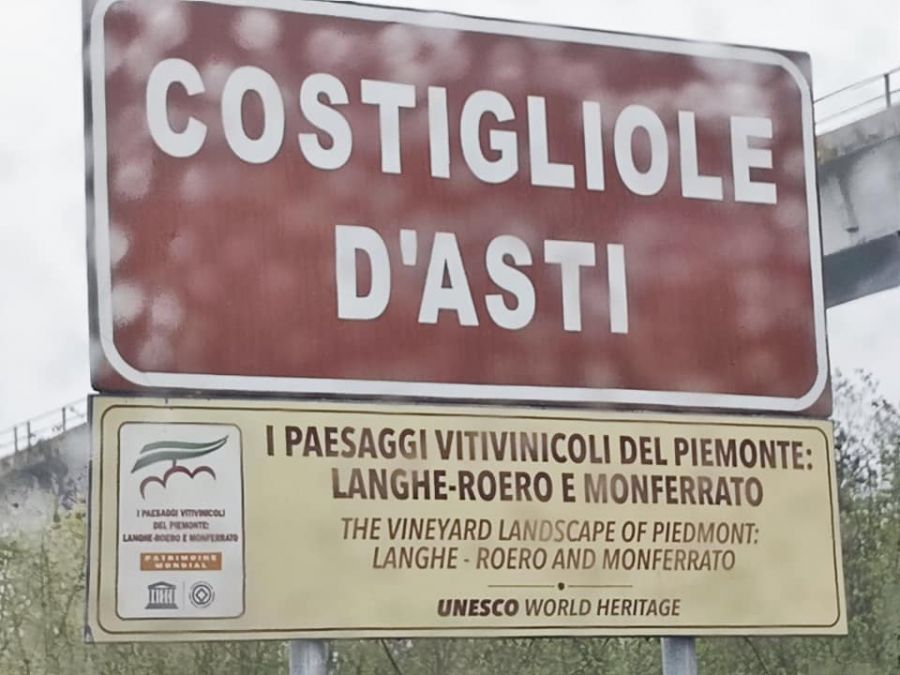 COSTIGLIOLE
D'ASTI
I PAESAGGI VITIVINICOLI DEL PIEMONTE:
LANGHE-ROERO E MONFERRATO
THE VINEYARD LANDSCAPE OF PIEDMONT:
LANGHE - ROERO AND MONFERRATO
UNESCO WORLD HERITAGE
I PAESAGGI VITIVINICOLI
DEL PIEMONTE:
LANGHE-ROERO E MONFERRATO
PATRIMOINE
MONDIAL